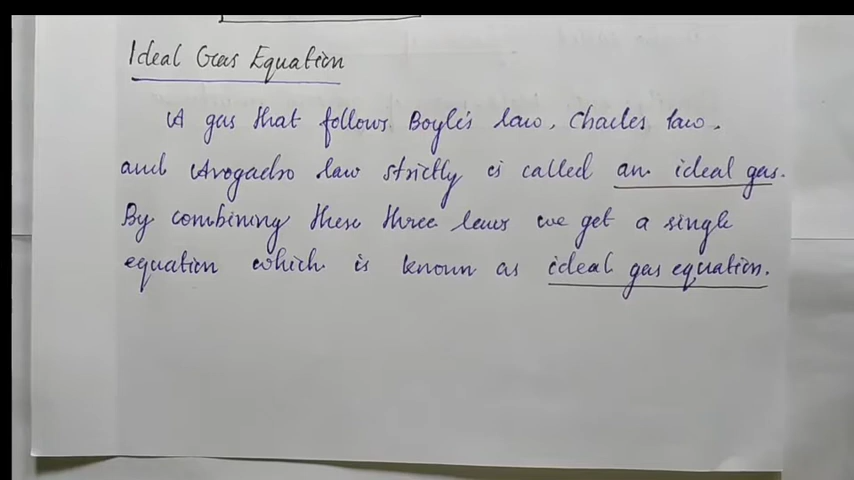 Ideal Gas Equation
A gas that follows Boyle's law, Charles law,
and Avogadro law strictly is called an ideal gas.
By combining these three laws we get a single
equation which is known as ideal gas equation.